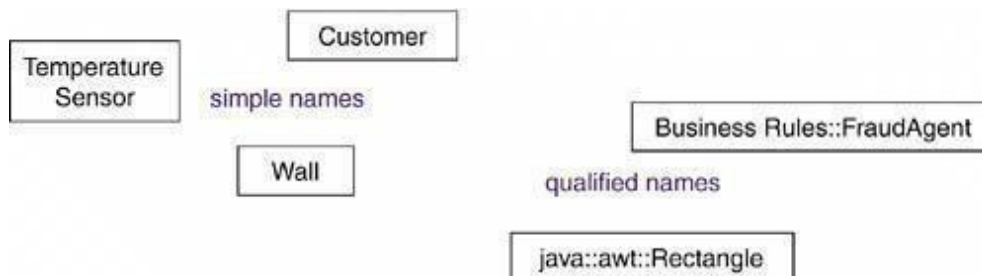 Customer
Temperature
Sensor
simple names
Business Rules::FraudAgent
Wall
qualified names
java::awt::Rectangle